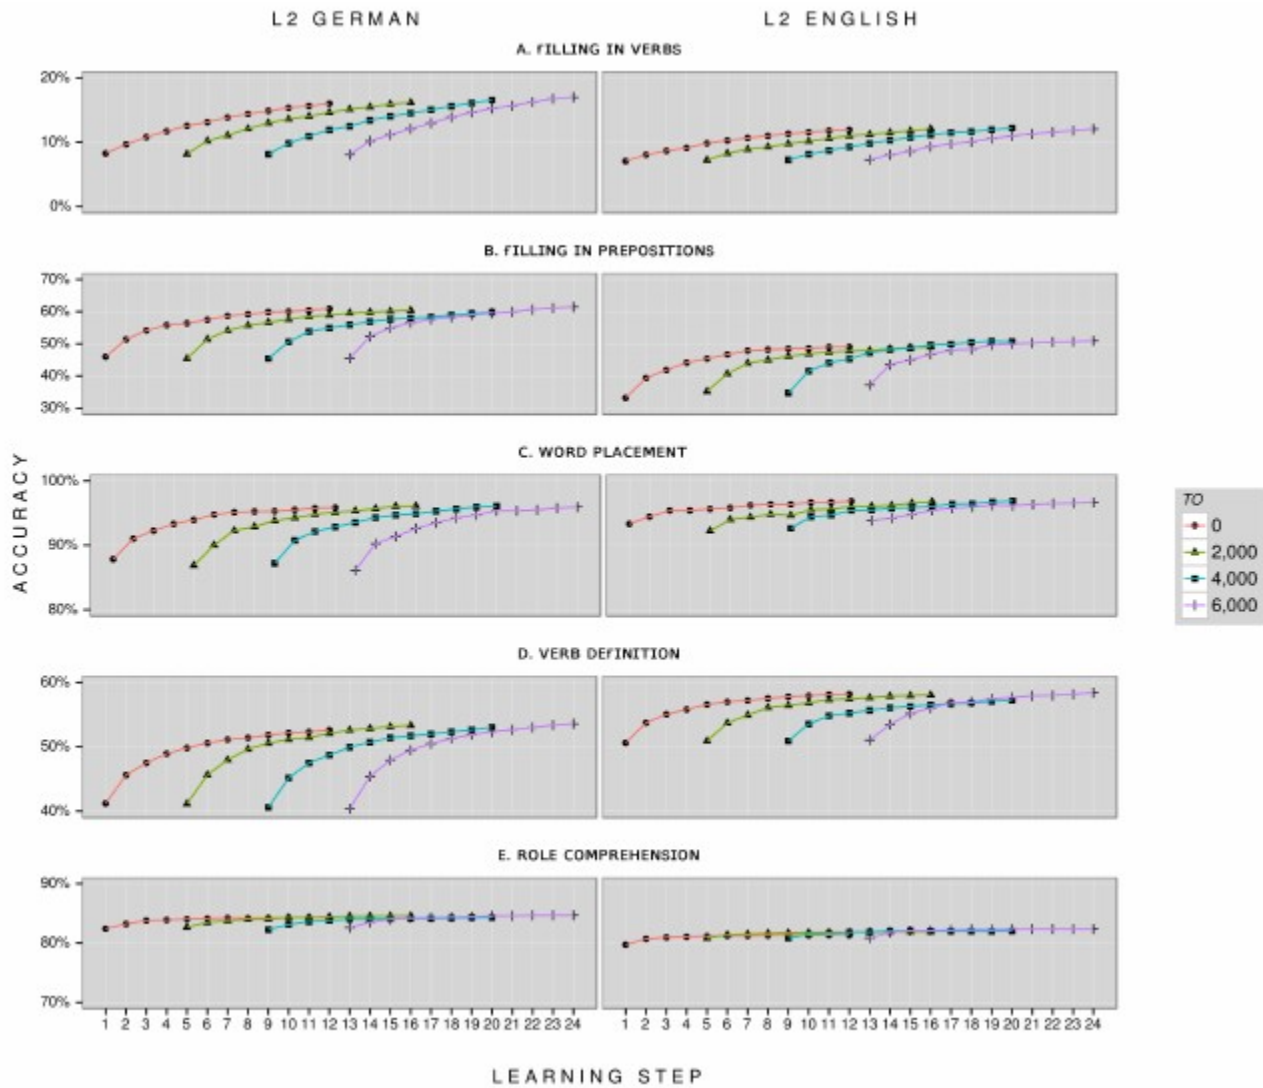 L2 GERMAN L2 ENGLISH
A. fILLING IN VERBS
20%
10%
0%
B. fILLING IN PREPOSITIONS
70%
60%
50%
40%
30%
C. WORD PLACEMENT
100%
90%
80%
D. VERB DEfINITION
60%
50%
40%
E. ROLE COMPREHENSION
90%
80%
70%
1 2 3 4 5 6 7 8 9 10 11 12 13 14 15 16 17 18 19 20 21 22 23 24 1 2 3 4 5 6 7 8 9 10 11 12 13 14 15 16 17 18 19 20 21 22 23 24
LEARNING STEP
ACCURACY
TO
0
2,000
4,000
6,000